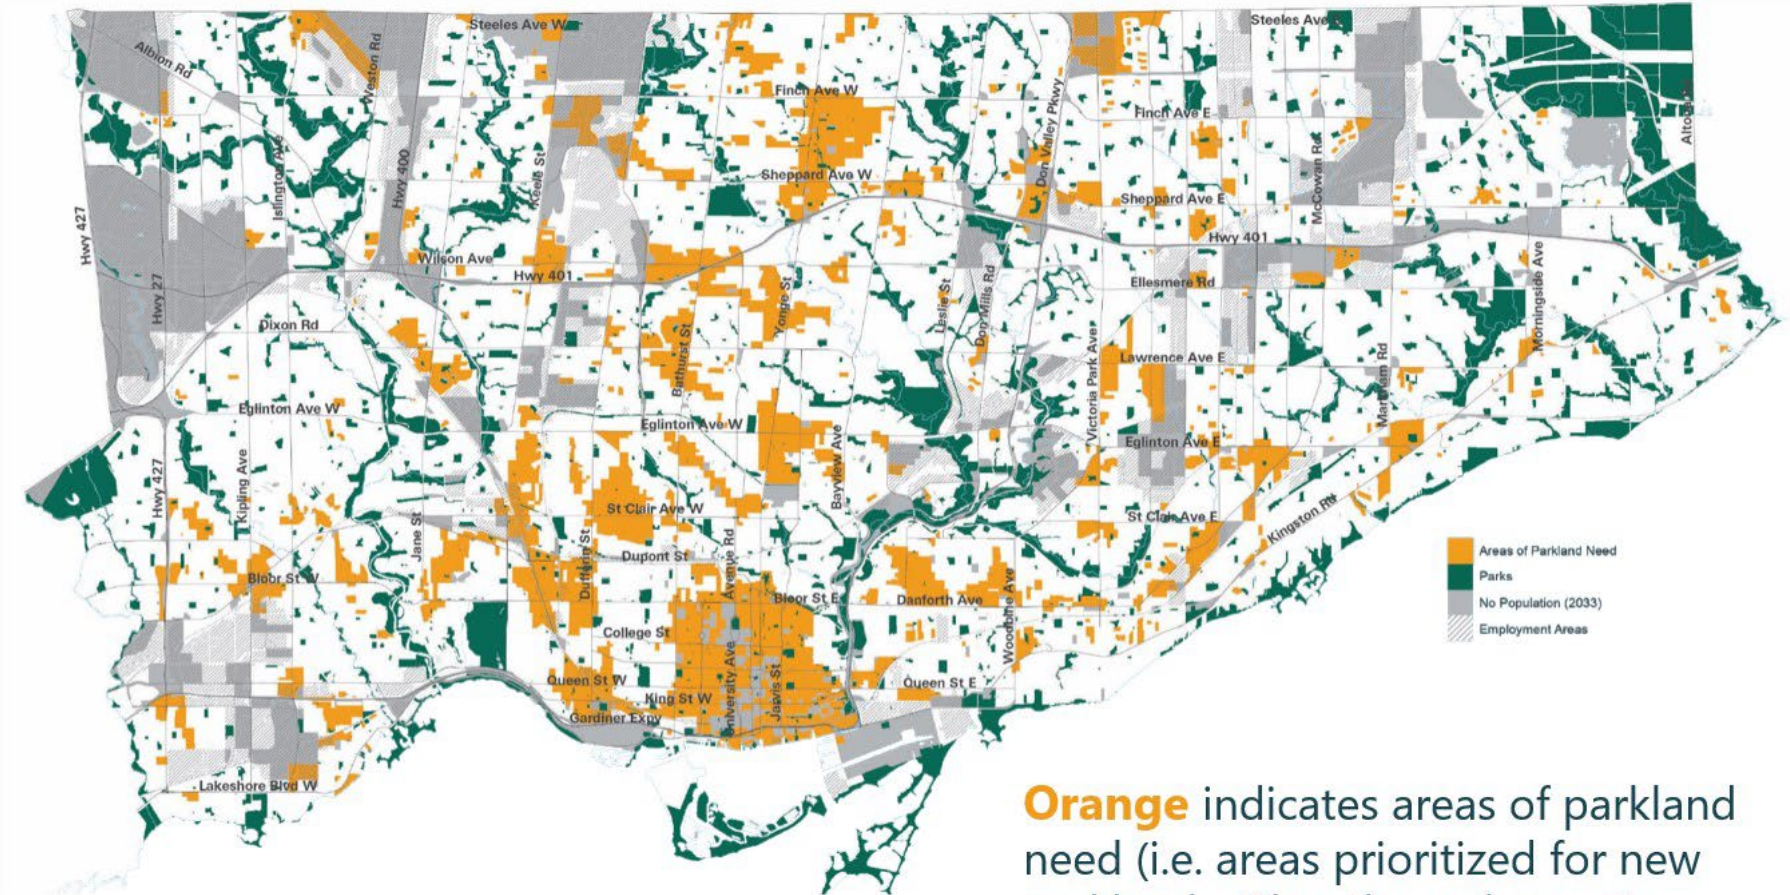 Steeles Ave W
Steeles Ave E
Albion Rd
Weston Rd
Finch Ave W
Finch Ave E
Don Valley Pkwy
Altona Rd
Islington Ave
Hwy 400
Keele St
McCowan Rd
Sheppard Ave W
Sheppard Ave E
Hwy 427
Hwy 401
Wilson Ave
Hwy 401
Ellesmere Rd
Morningside Ave
Hwy 27
Yonge St
Leslie St
Don Mills Rd
Dixon Rd
Bathurst St
Victoria Park Ave
Lawrence Ave E
Markham Rd
Eglinton Ave W
Eglinton Ave W
Bayview Ave
Eglinton Ave E
Hwy 427
Kipling Ave
St Clair Ave W
St Clair Ave E
Kingston Rd
Jane St
Dufferin St
Dupont St
Avenue Rd
Bloor St W
Bloor St E
Danforth Ave
Woodbine Ave
College St
University Ave
Jarvis St
Queen St W
King St W
Queen St E
Gardiner Expy
Lakeshore Blvd W
Areas of Parkland Need
Parks
No Population (2033)
Employment Areas
Orange indicates areas of parkland
need (i.e. areas prioritized for new